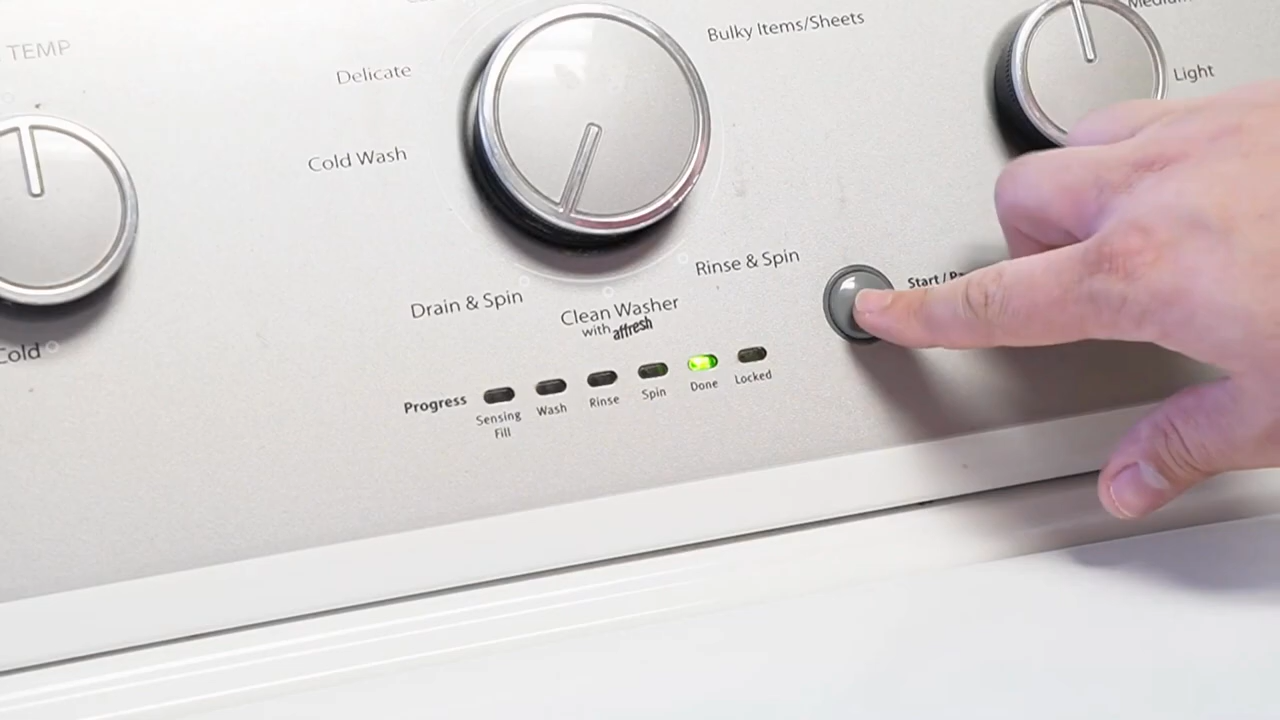 TEMP
Cold
Delicate
Cold Wash
Drain & Spin
Clean Washer
with affresh
Rinse & Spin
Bulky Items/Sheets
Light
Start /
Progress
Sensing
Fill
Wash
Rinse
Spin
Done
Locked